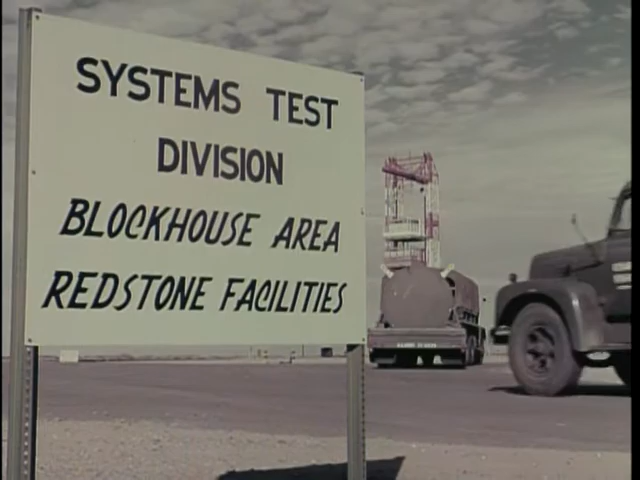 SYSTEMS TEST
DIVISION
BLOCKHOUSE AREA
REDSTONE FACILITIES